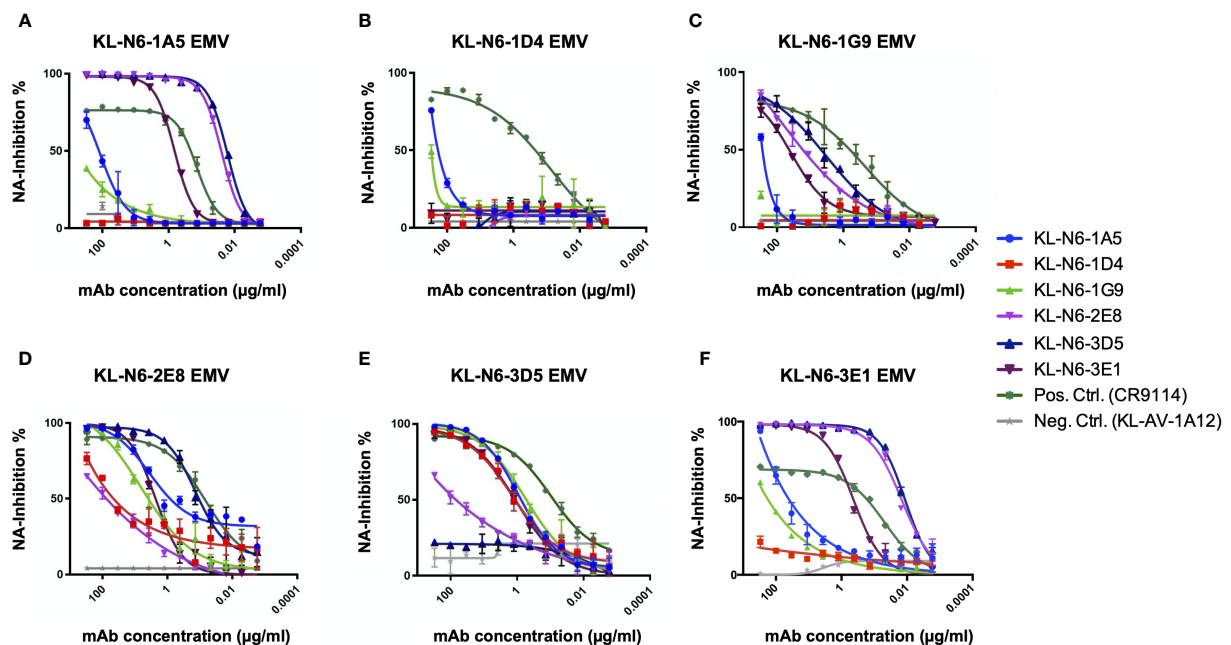 A
KL-N6-1A5 EMV
NA-Inhibition %
100
50
0
100
1
0.01
0.0001
mAb concentration (µg/ml)
B
KL-N6-1D4 EMV
NA-Inhibition %
100
50
0
100
1
0.01
0.0001
mAb concentration (µg/ml)
C
KL-N6-1G9 EMV
NA-Inhibition %
100
50
0
100
1
0.01
0.0001
mAb concentration (µg/ml)
KL-N6-1A5
KL-N6-1D4
KL-N6-1G9
KL-N6-2E8
KL-N6-3D5
KL-N6-3E1
Pos. Ctrl. (CR9114)
Neg. Ctrl. (KL-AV-1A12)
D
KL-N6-2E8 EMV
NA-Inhibition %
100
50
0
100
1
0.01
0.0001
mAb concentration (µg/ml)
E
KL-N6-3D5 EMV
NA-Inhibition %
100
50
0
100
1
0.01
0.0001
mAb concentration (µg/ml)
F
KL-N6-3E1 EMV
NA-Inhibition %
100
50
0
100
1
0.01
0.0001
mAb concentration (µg/ml)